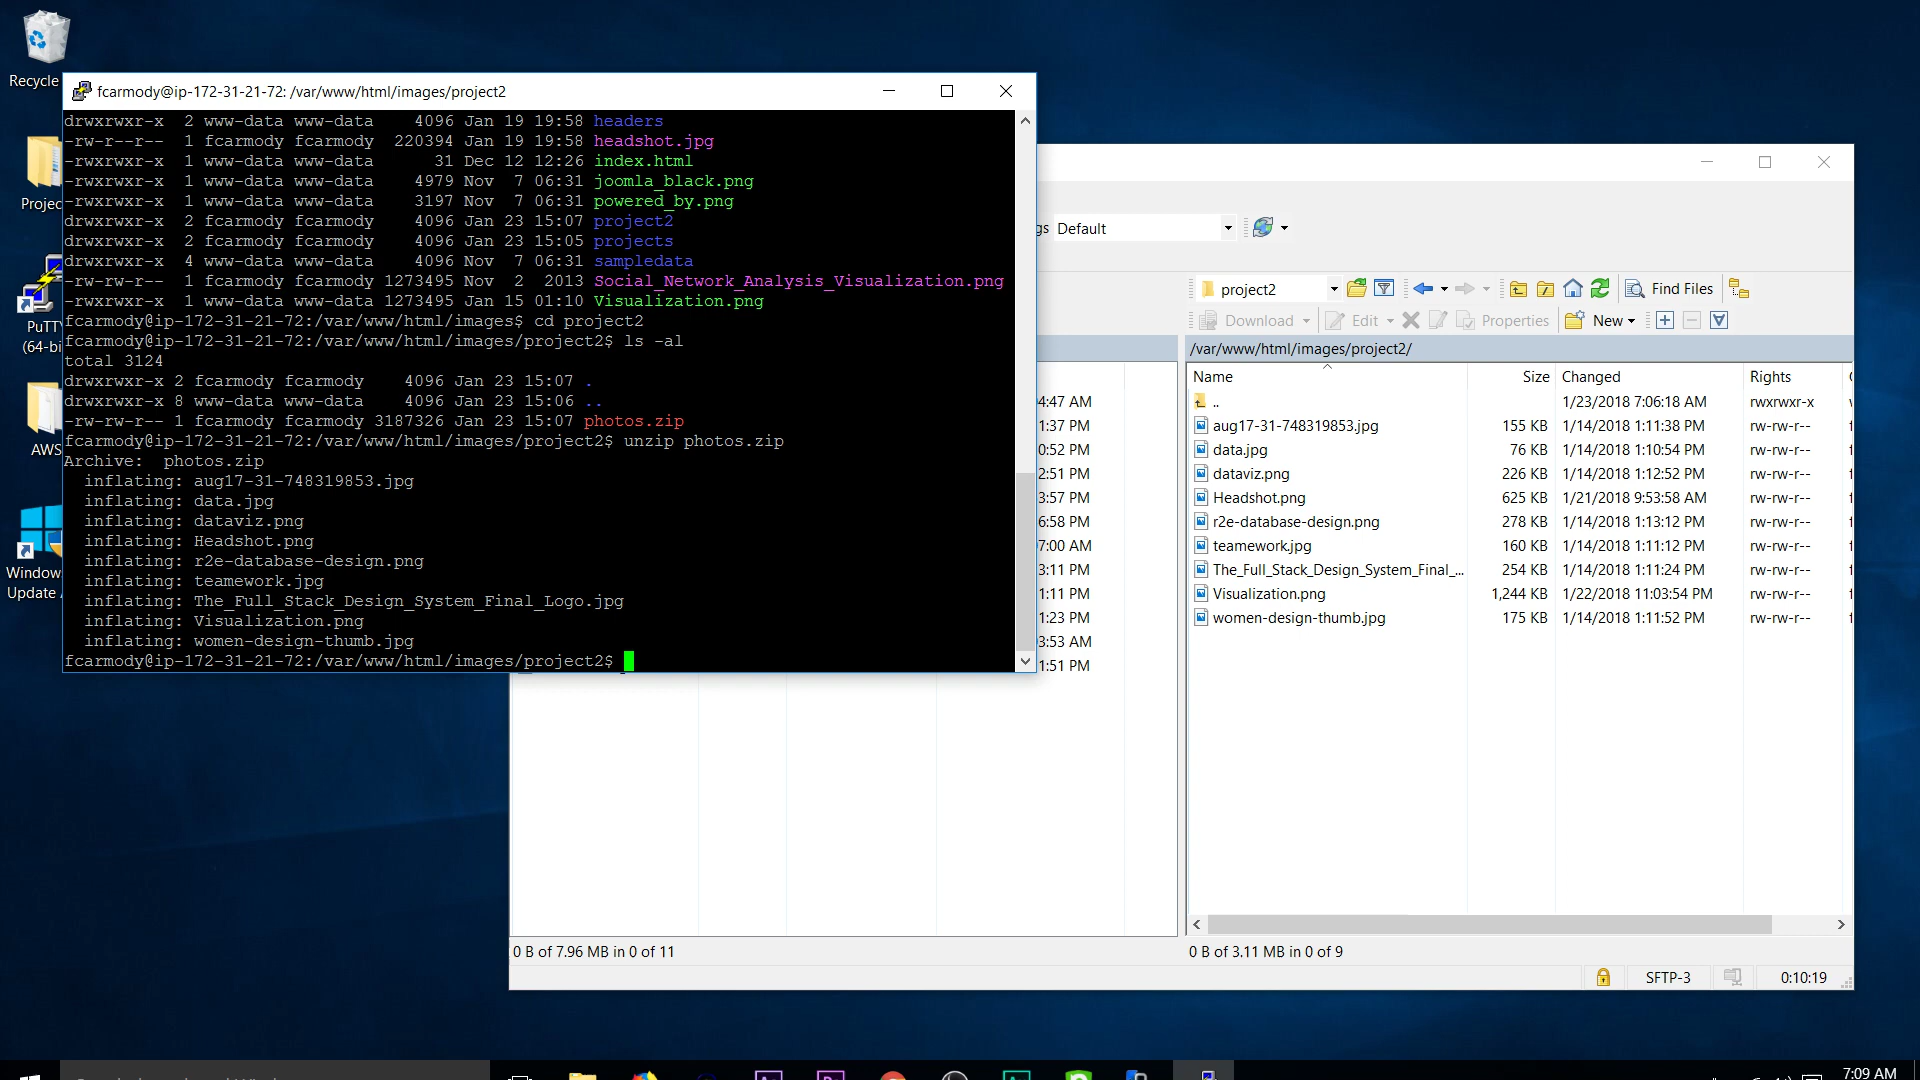 Recycle
Projec
PuTTY
(64-bi
AWS
Window
Update
fcarmody@ip-172-31-21-72: /var/www/html/images/project2
drwxrwxr-x  2 www-data www-data    4096 Jan 19 19:58 headers
-rw-r--r--  1 fcarmody fcarmody  220394 Jan 19 19:58 headshot.jpg
-rwxrwxr-x  1 www-data www-data      31 Dec 12 12:26 index.html
-rwxrwxr-x  1 www-data www-data    4979 Nov  7 06:31 joomla_black.png
-rwxrwxr-x  1 www-data www-data    3197 Nov  7 06:31 powered_by.png
drwxrwxr-x  2 fcarmody fcarmody    4096 Jan 23 15:07 project2
drwxrwxr-x  2 fcarmody fcarmody    4096 Jan 23 15:05 projects
drwxrwxr-x  4 www-data www-data    4096 Nov  7 06:31 sampledata
-rw-rw-r--  1 fcarmody fcarmody 1273495 Nov  2  2013 Social_Network_Analysis_Visualization.png
-rwxrwxr-x  1 www-data www-data 1273495 Jan 15 01:10 Visualization.png
fcarmody@ip-172-31-21-72:/var/www/html/images$ cd project2
fcarmody@ip-172-31-21-72:/var/www/html/images/project2$ ls -al
total 3124
drwxrwxr-x 2 fcarmody fcarmody    4096 Jan 23 15:07 .
drwxrwxr-x 8 www-data www-data    4096 Jan 23 15:06 ..
-rw-rw-r-- 1 fcarmody fcarmody 3187326 Jan 23 15:07 photos.zip
fcarmody@ip-172-31-21-72:/var/www/html/images/project2$ unzip photos.zip
Archive:  photos.zip
  inflating: aug17-31-748319853.jpg
  inflating: data.jpg
  inflating: dataviz.png
  inflating: Headshot.png
  inflating: r2e-database-design.png
  inflating: teamework.jpg
  inflating: The_Full_Stack_Design_System_Final_Logo.jpg
  inflating: Visualization.png
  inflating: women-design-thumb.jpg
fcarmody@ip-172-31-21-72:/var/www/html/images/project2$
gs Default
project2 Find Files
Download Edit Properties New
/var/www/html/images/project2/
Name Size Changed Rights
4:47 AM
1:37 PM
0:52 PM
2:51 PM
3:57 PM
6:58 PM
7:00 AM
3:11 PM
1:11 PM
1:23 PM
3:53 AM
1:51 PM
.. 1/23/2018 7:06:18 AM rwxrwxr-x
aug17-31-748319853.jpg 155 KB 1/14/2018 1:11:38 PM rw-rw-r--
data.jpg 76 KB 1/14/2018 1:10:54 PM rw-rw-r--
dataviz.png 226 KB 1/14/2018 1:12:52 PM rw-rw-r--
Headshot.png 625 KB 1/21/2018 9:53:58 AM rw-rw-r--
r2e-database-design.png 278 KB 1/14/2018 1:13:12 PM rw-rw-r--
teamework.jpg 160 KB 1/14/2018 1:11:12 PM rw-rw-r--
The_Full_Stack_Design_System_Final_... 254 KB 1/14/2018 1:11:24 PM rw-rw-r--
Visualization.png 1,244 KB 1/22/2018 11:03:54 PM rw-rw-r--
women-design-thumb.jpg 175 KB 1/14/2018 1:11:52 PM rw-rw-r--
0 B of 7.96 MB in 0 of 11
0 B of 3.11 MB in 0 of 9
SFTP-3 0:10:19
7:09 AM